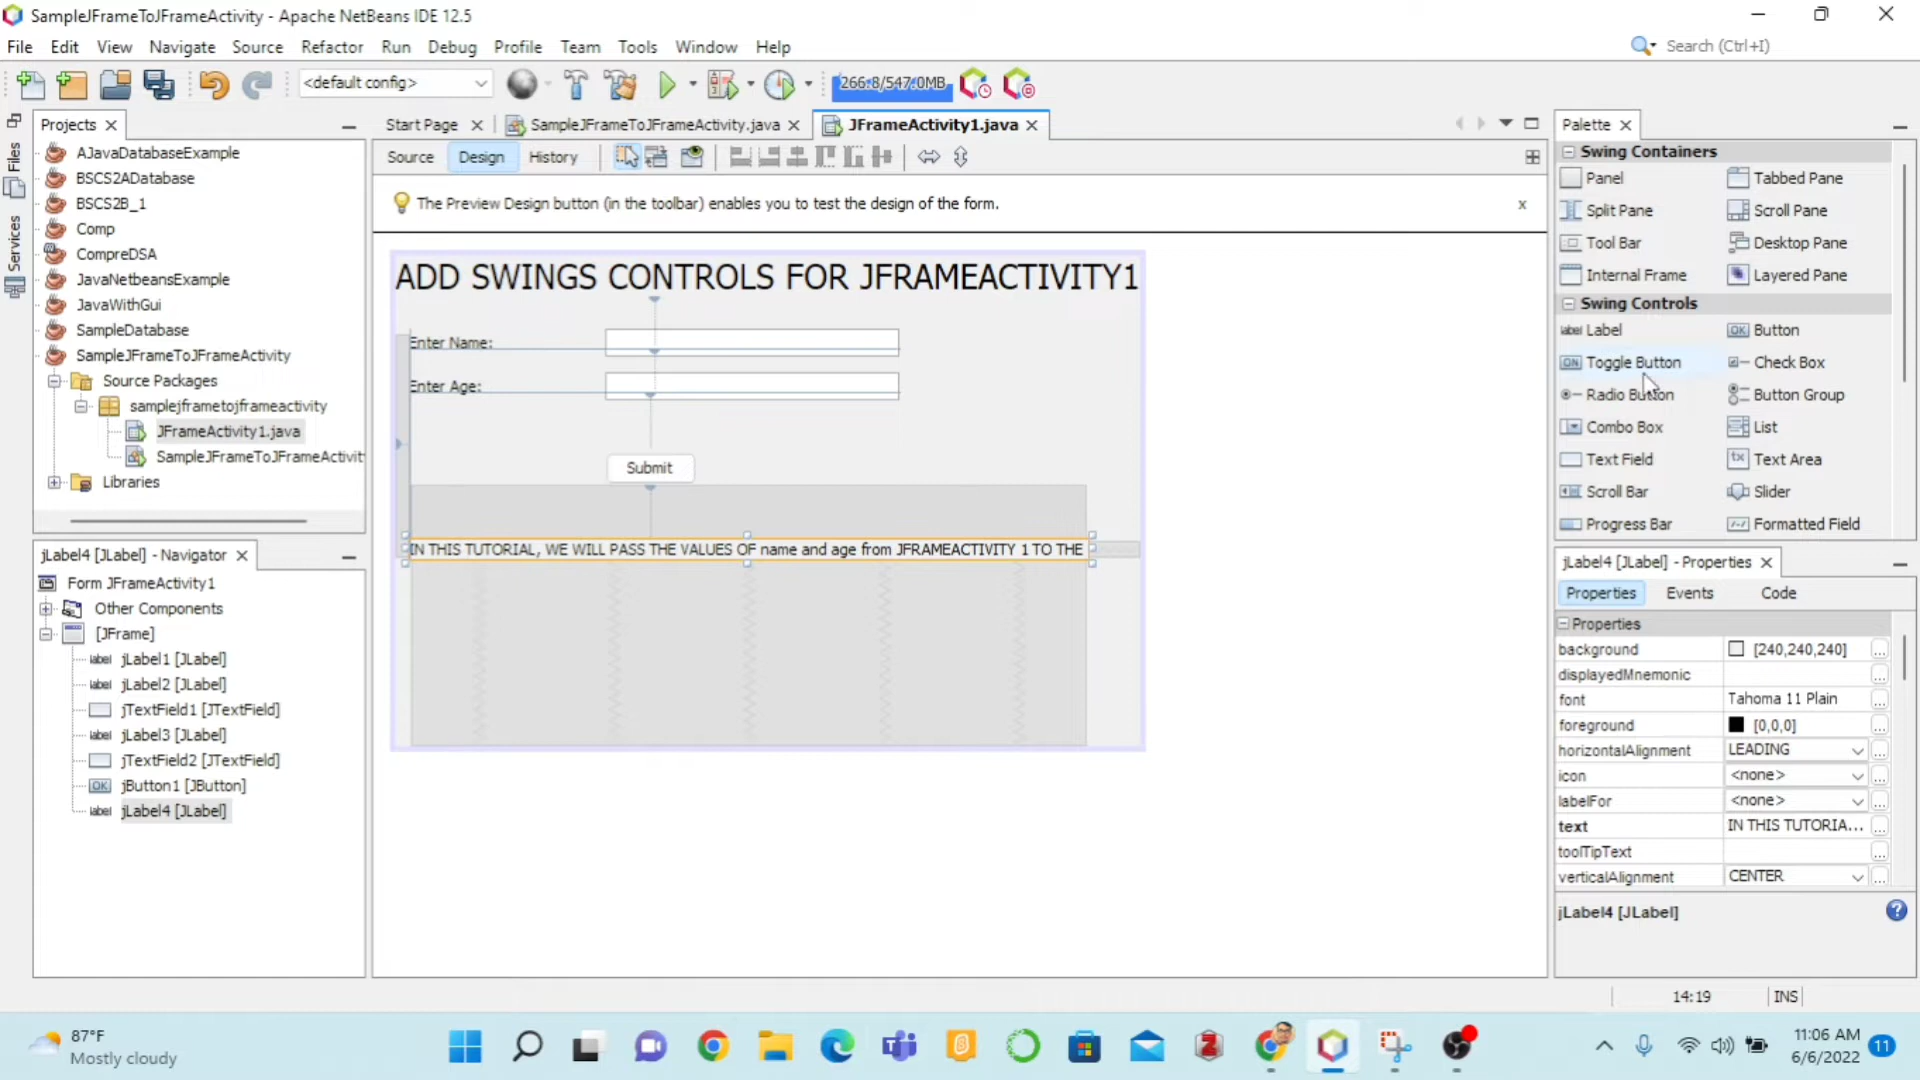 SampleJFrameToJFrameActivity - Apache NetBeans IDE 12.5
File Edit View Navigate Source Refactor Run Debug Profile Team Tools Window Help
Search (Ctrl+I)
<default config>
266.8/547.0MB
Files
Services
Projects
AJavaDatabaseExample
BSCS2ADatabase
BSCS2B_1
Comp
CompreDSA
JavaNetbeansExample
JavaWithGui
SampleDatabase
SampleJFrameToJFrameActivity
Source Packages
samplejframetojframeactivity
JFrameActivity1.java
SampleJFrameToJFrameActivit
Libraries
jLabel4 [JLabel] - Navigator
Form JFrameActivity1
Other Components
[JFrame]
label jLabel1 [JLabel]
label jLabel2 [JLabel]
jTextField1 [JTextField]
label jLabel3 [JLabel]
jTextField2 [JTextField]
OK jButton1 [JButton]
label jLabel4 [JLabel]
Start Page SampleJFrameToJFrameActivity.java JFrameActivity1.java
Source Design History
The Preview Design button (in the toolbar) enables you to test the design of the form.
x
ADD SWINGS CONTROLS FOR JFRAMEACTIVITY1
Enter Name:
Enter Age:
Submit
IN THIS TUTORIAL, WE WILL PASS THE VALUES OF name and age from JFRAMEACTIVITY 1 TO THE
Palette
Swing Containers
Panel Tabbed Pane
Split Pane Scroll Pane
Tool Bar Desktop Pane
Internal Frame Layered Pane
Swing Controls
label Label OK Button
ON Toggle Button Check Box
Radio Button Button Group
Combo Box List
Text Field Text Area
Scroll Bar Slider
Progress Bar Formatted Field
jLabel4 [JLabel] - Properties
Properties Events Code
Properties
background [240,240,240] ...
displayedMnemonic ...
font Tahoma 11 Plain ...
foreground [0,0,0] ...
horizontalAlignment LEADING ...
icon <none> ...
labelFor <none> ...
text IN THIS TUTORIA... ...
toolTipText ...
verticalAlignment CENTER ...
jLabel4 [JLabel]
?
14:19 INS
87°F
Mostly cloudy
11:06 AM
6/6/2022
11